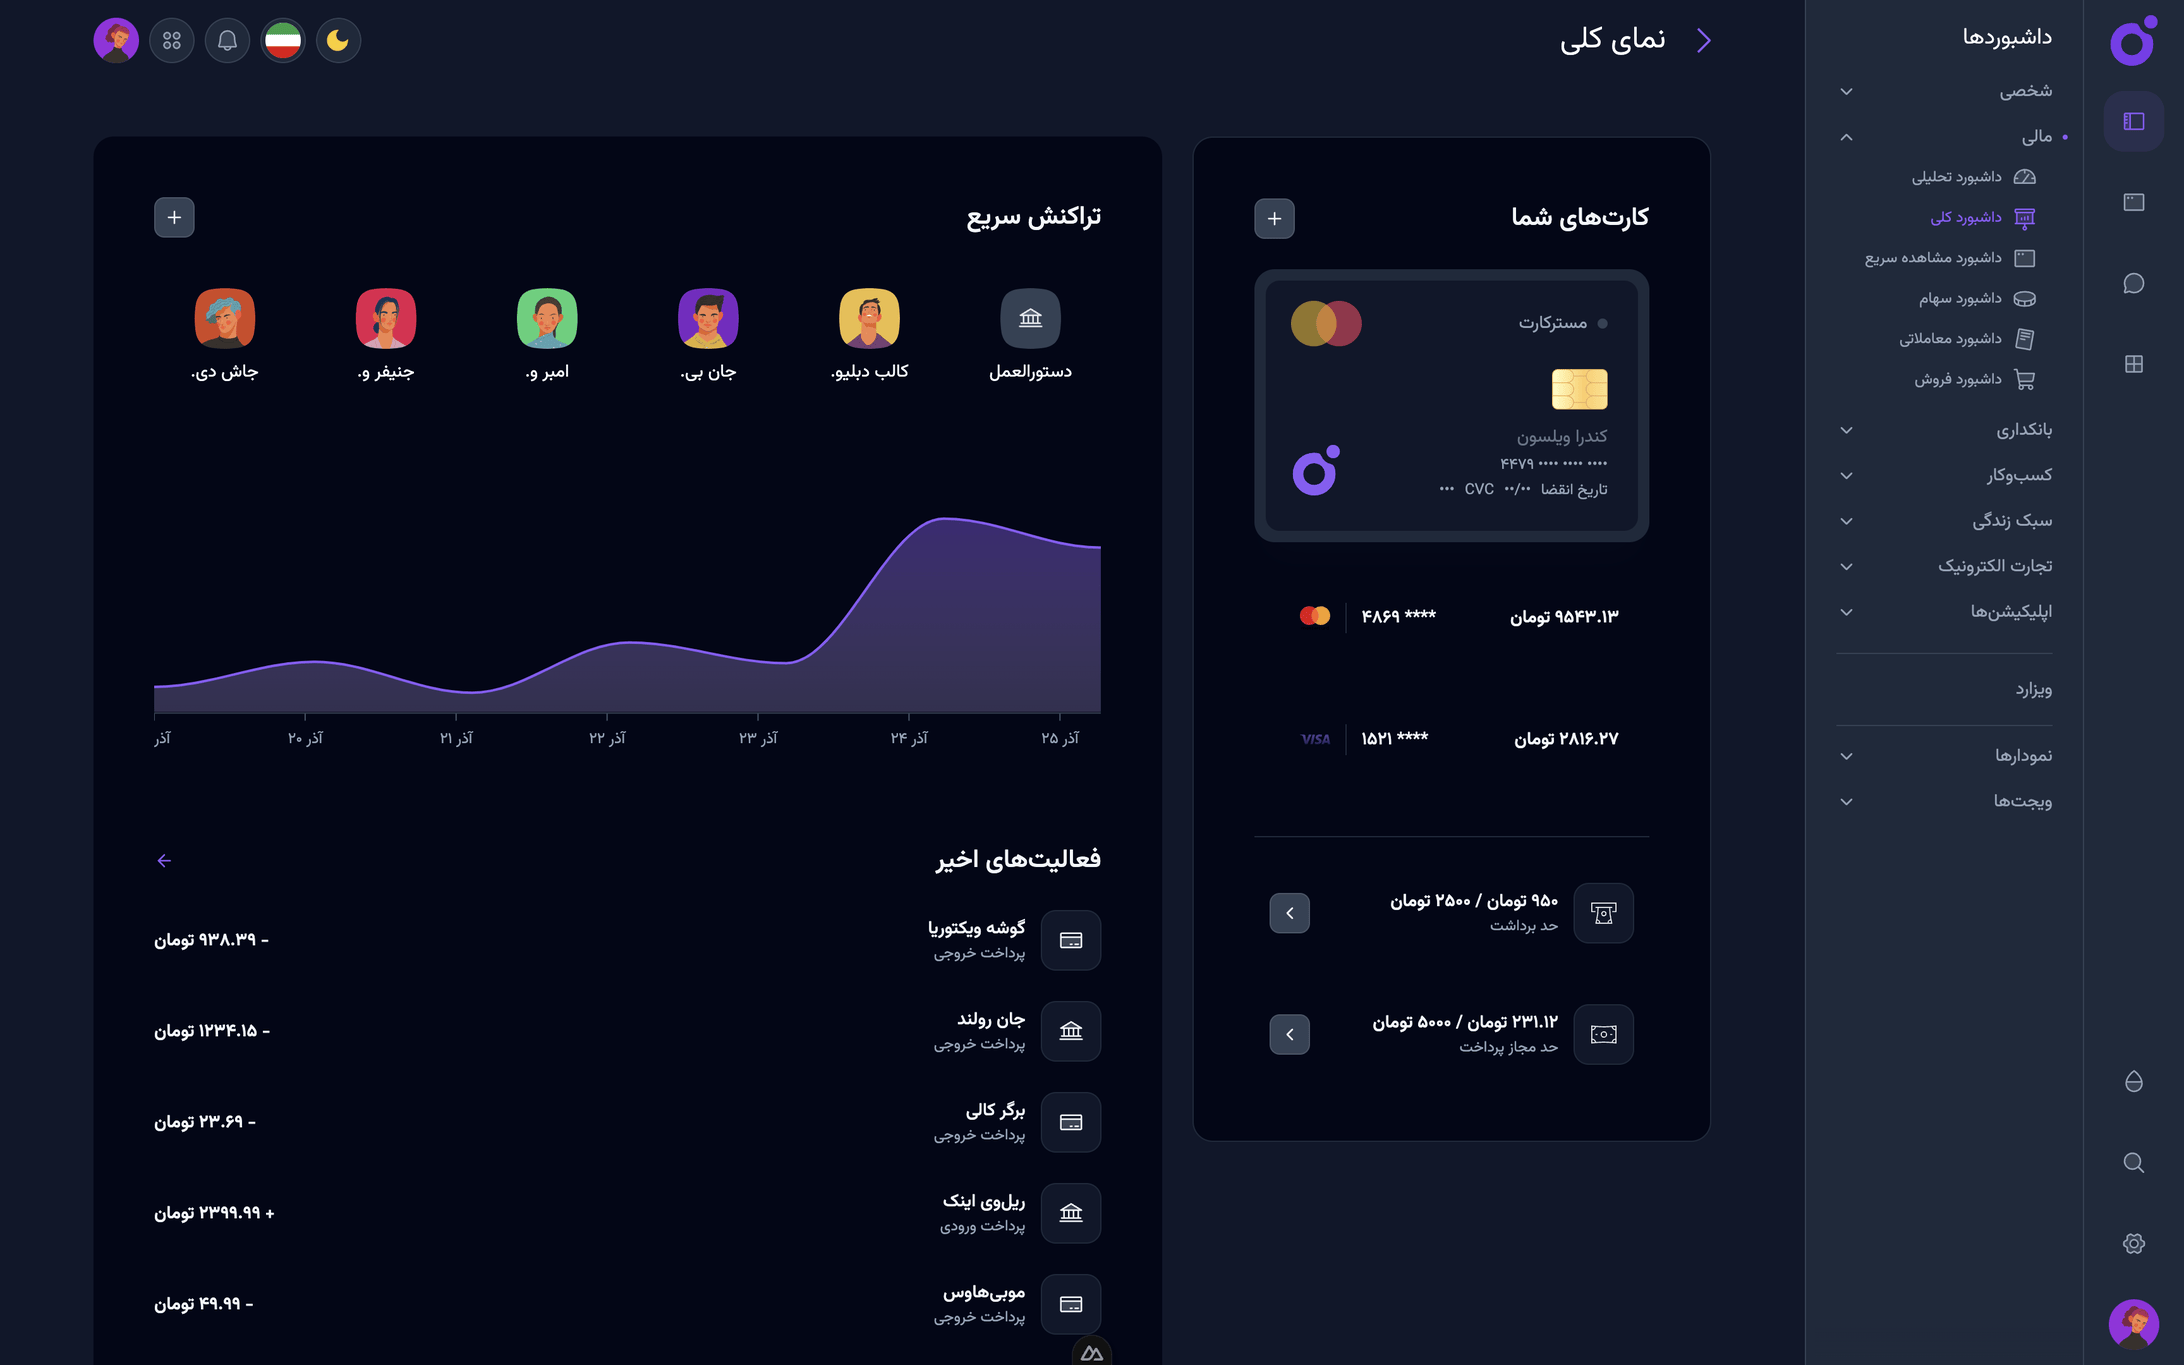 داشبوردها
شخصی
مالی
داشبورد تحلیلی
داشبورد کلی
داشبورد مشاهده سریع
داشبورد سهام
داشبورد معاملاتی
داشبورد فروش
بانکداری
کسب‌وکار
سبک زندگی
تجارت الکترونیک
اپلیکیشن‌ها
ویزارد
نمودارها
ویجت‌ها
نمای کلی
کارت‌های شما
مسترکارت
کندرا ویلسون
•••• •••• •••• ۴۴۷۹
تاریخ انقضا ••/•• CVC •••
۹۵۴۳.۱۳ تومان
**** ۴۸۶۹
۲۸۱۶.۲۷ تومان
**** ۱۵۲۱
VISA
۹۵۰ تومان / ۲۵۰۰ تومان
حد برداشت
۲۳۱.۱۲ تومان / ۵۰۰۰ تومان
حد مجاز پرداخت
تراکنش سریع
دستورالعمل
کالب دبلیو.
جان بی.
امبر و.
جنیفر و.
جاش دی.
آذر ۲۵
آذر ۲۴
آذر ۲۳
آذر ۲۲
آذر ۲۱
آذر ۲۰
آذر
فعالیت‌های اخیر
گوشه ویکتوریا
پرداخت خروجی
- ۹۳۸.۳۹ تومان
جان رولند
پرداخت خروجی
- ۱۲۳۴.۱۵ تومان
برگر کالی
پرداخت خروجی
- ۲۳.۶۹ تومان
ریل‌وی اینک
پرداخت ورودی
+ ۲۳۹۹.۹۹ تومان
موبی‌هاوس
پرداخت خروجی
- ۴۹.۹۹ تومان